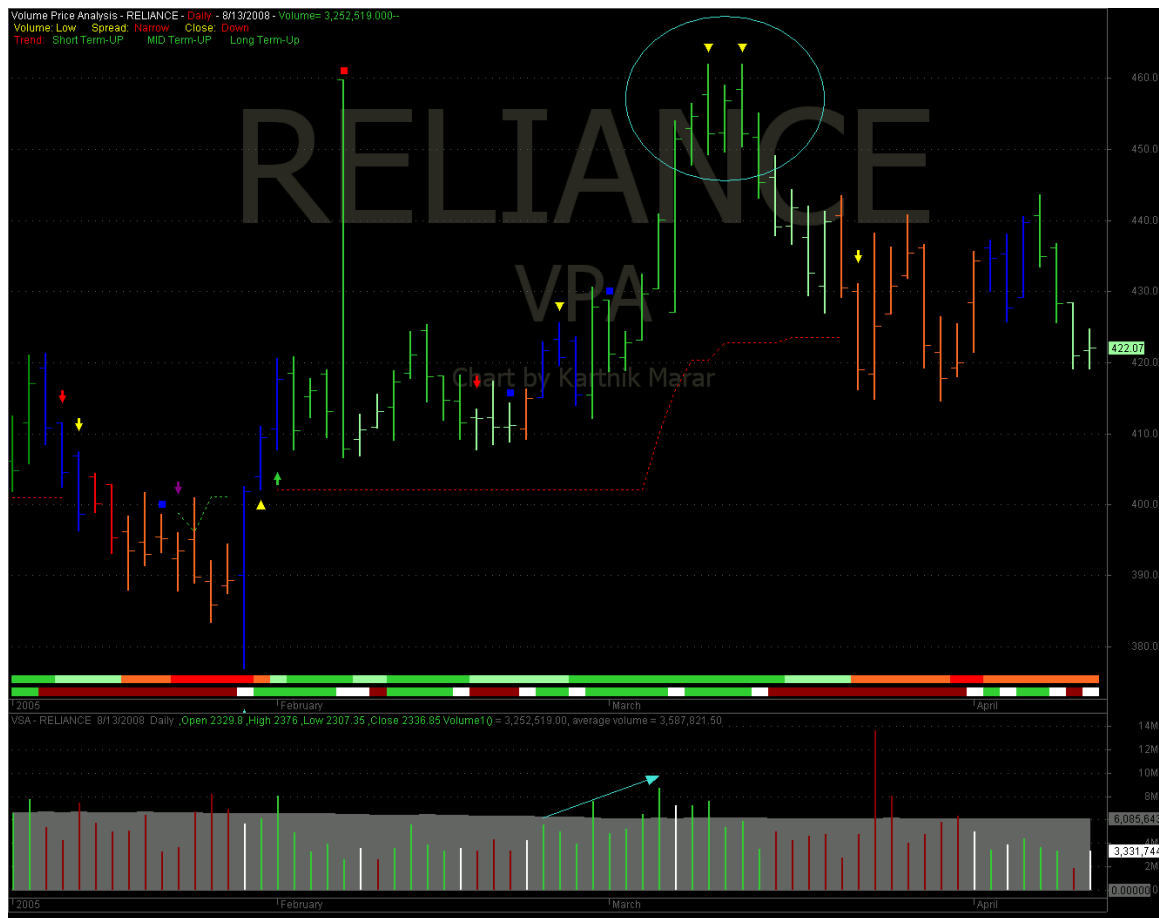 Volume Price Analysis - RELIANCE - Daily - 8/13/2008 - Volume= 3,252,519.000--
Volume: Low Spread: Narrow Close: Down
Trend: Short Term-UP MID Term-UP Long Term-Up
RELIANCE
VPA
Chart by Karthik Marar
460.0
450.0
440.0
430.0
422.07
420.0
410.0
400.0
390.0
380.0
2005 February March April
VSA - RELIANCE 8/13/2008 Daily ,Open 2329.8 ,High 2376 ,Low 2307.35 ,Close 2336.85 Volume1() = 3,252,519.00, average volume = 3,587,821.50
14M
12M
10M
8M
6,085,643
4M
3,331,744
2M
0.00000
2005 February March April